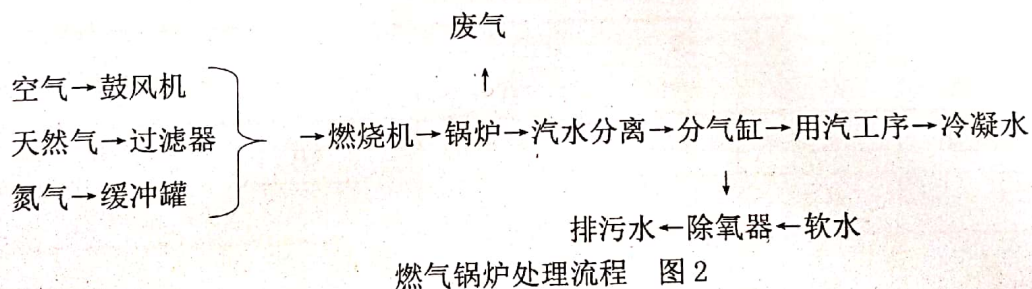 废气
↑
空气→鼓风机
天然气→过滤器
氮气→缓冲罐
→燃烧机→锅炉→汽水分离→分气缸→用汽工序→冷凝水
↓
排污水←除氧器←软水
燃气锅炉处理流程 图2